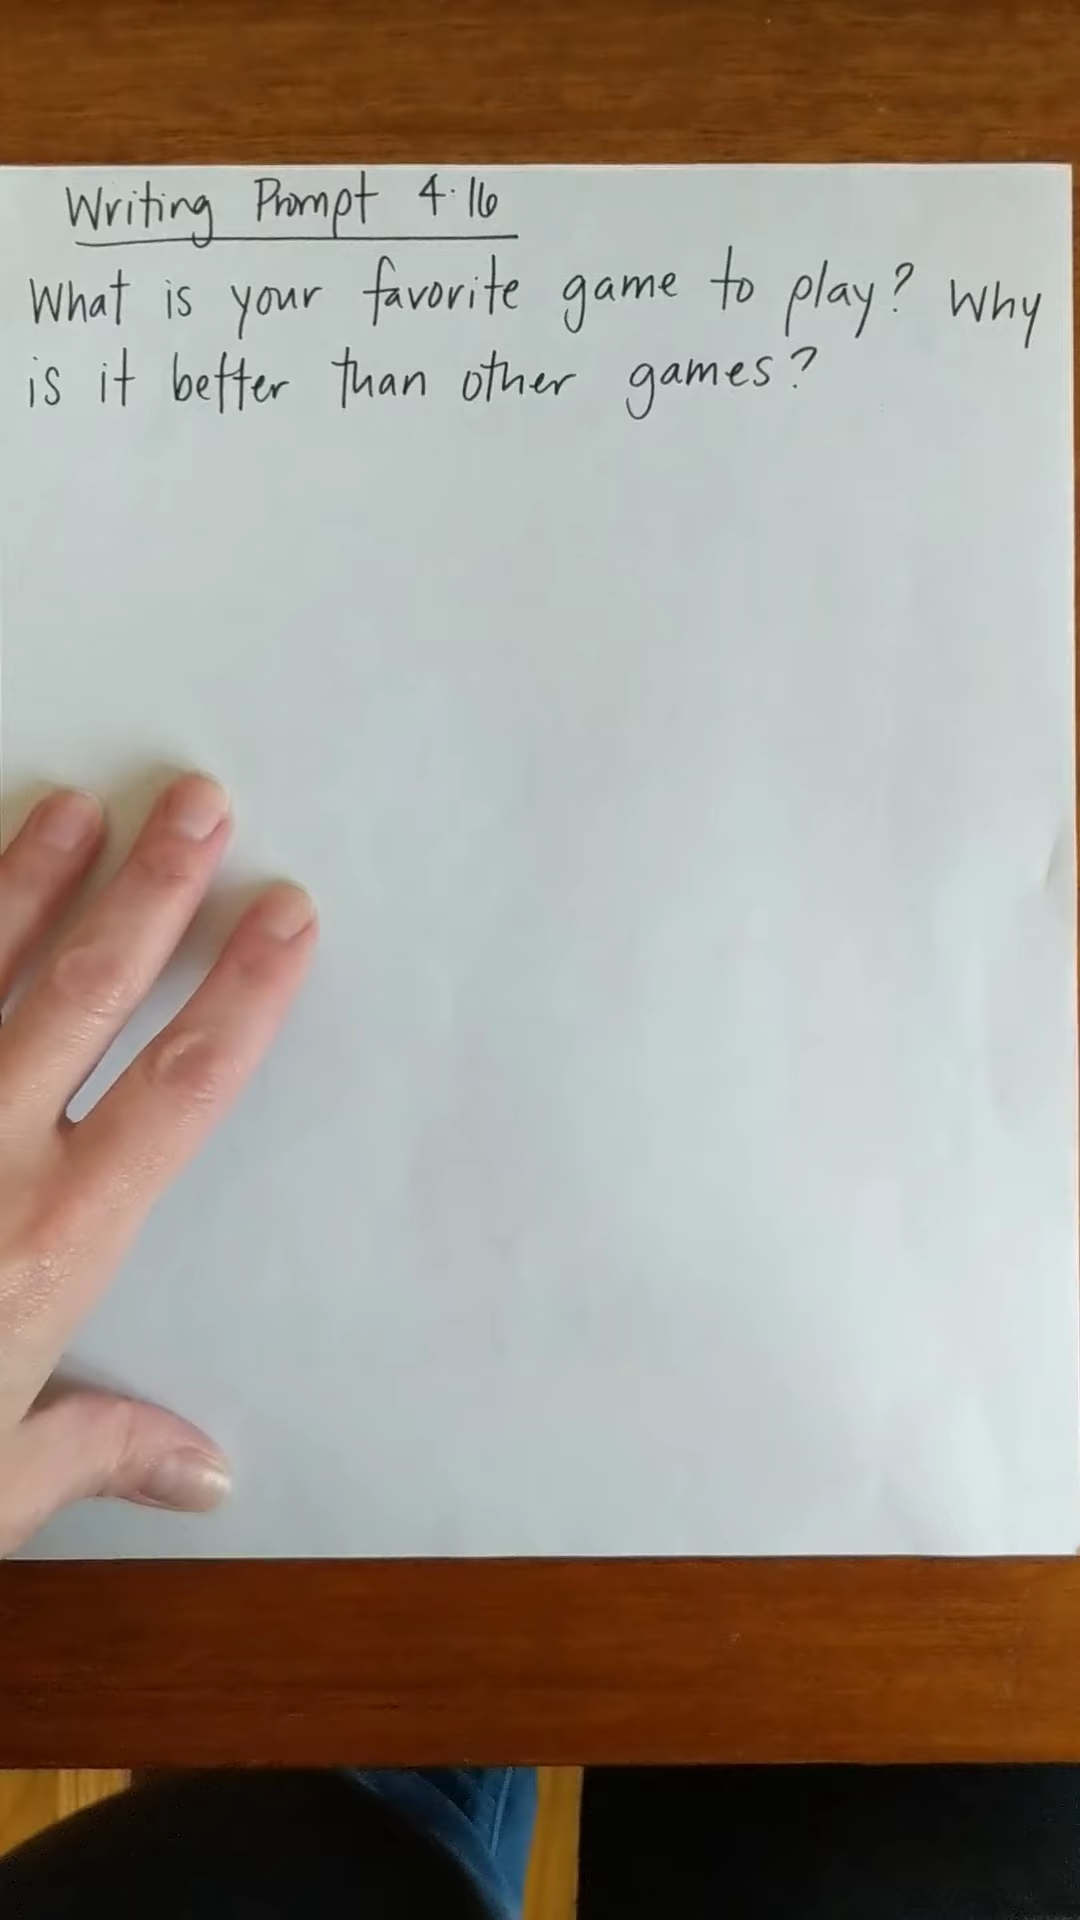 Writing Prompt 4.16
What is your favorite game to play? Why
is it better than other games?